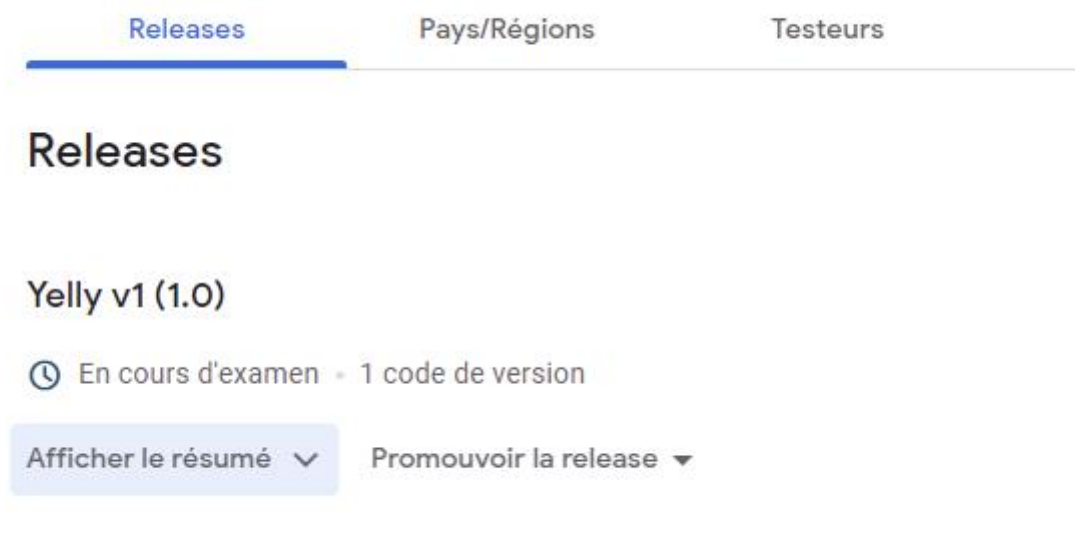 Releases Pays/Régions Testeurs
Releases
Yelly v1 (1.0)
En cours d'examen • 1 code de version
Afficher le résumé Promouvoir la release